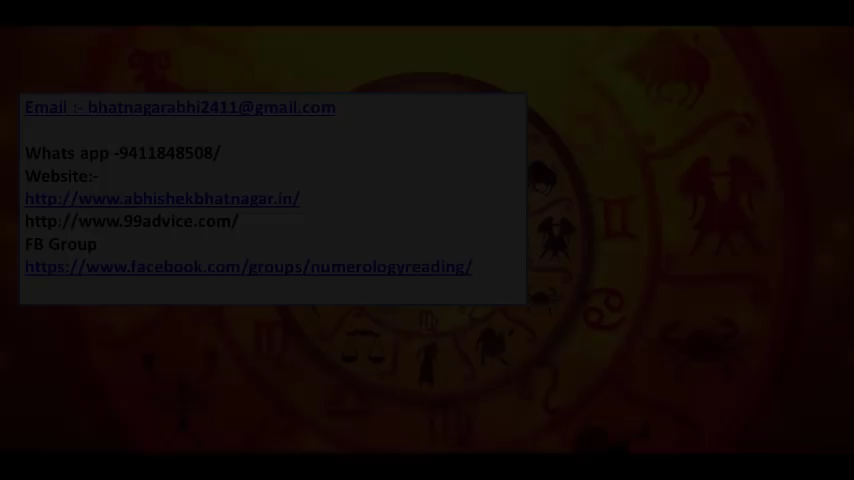 Email :- bhatnagarabhi2411@gmail.com
Whats app -9411848508/
Website:-
http://www.abhishekbhatnagar.in/
http://www.99advice.com/
FB Group
https://www.facebook.com/groups/numerologyreading/